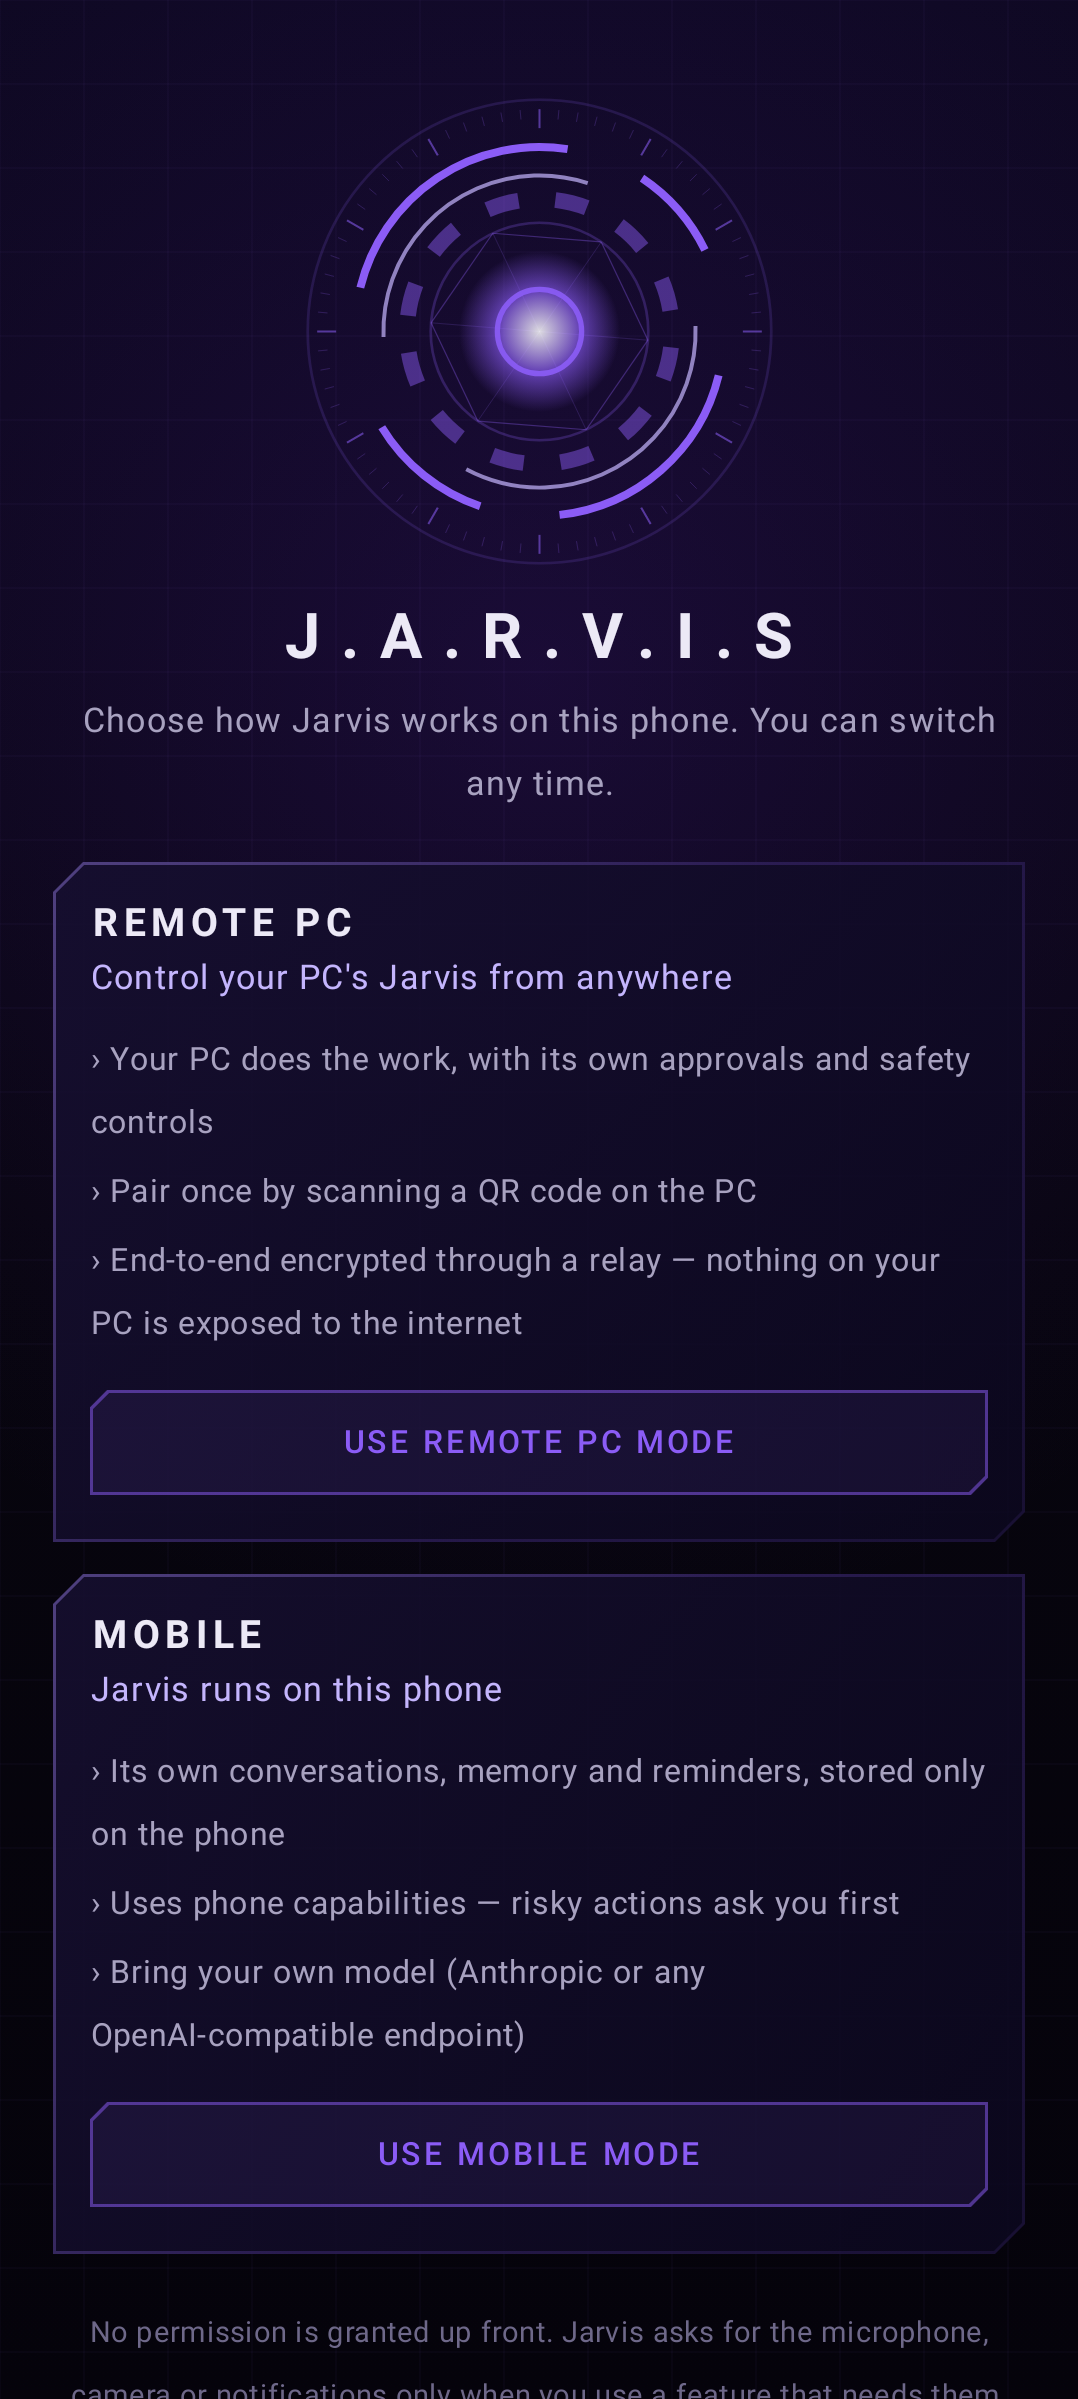 J.A.R.V.I.S
Choose how Jarvis works on this phone. You can switch
any time.
REMOTE PC
Control your PC's Jarvis from anywhere
› Your PC does the work, with its own approvals and safety
controls
› Pair once by scanning a QR code on the PC
› End-to-end encrypted through a relay — nothing on your
PC is exposed to the internet
USE REMOTE PC MODE
MOBILE
Jarvis runs on this phone
› Its own conversations, memory and reminders, stored only
on the phone
› Uses phone capabilities — risky actions ask you first
› Bring your own model (Anthropic or any
OpenAI-compatible endpoint)
USE MOBILE MODE
No permission is granted up front. Jarvis asks for the microphone,
camera or notifications only when you use a feature that needs them